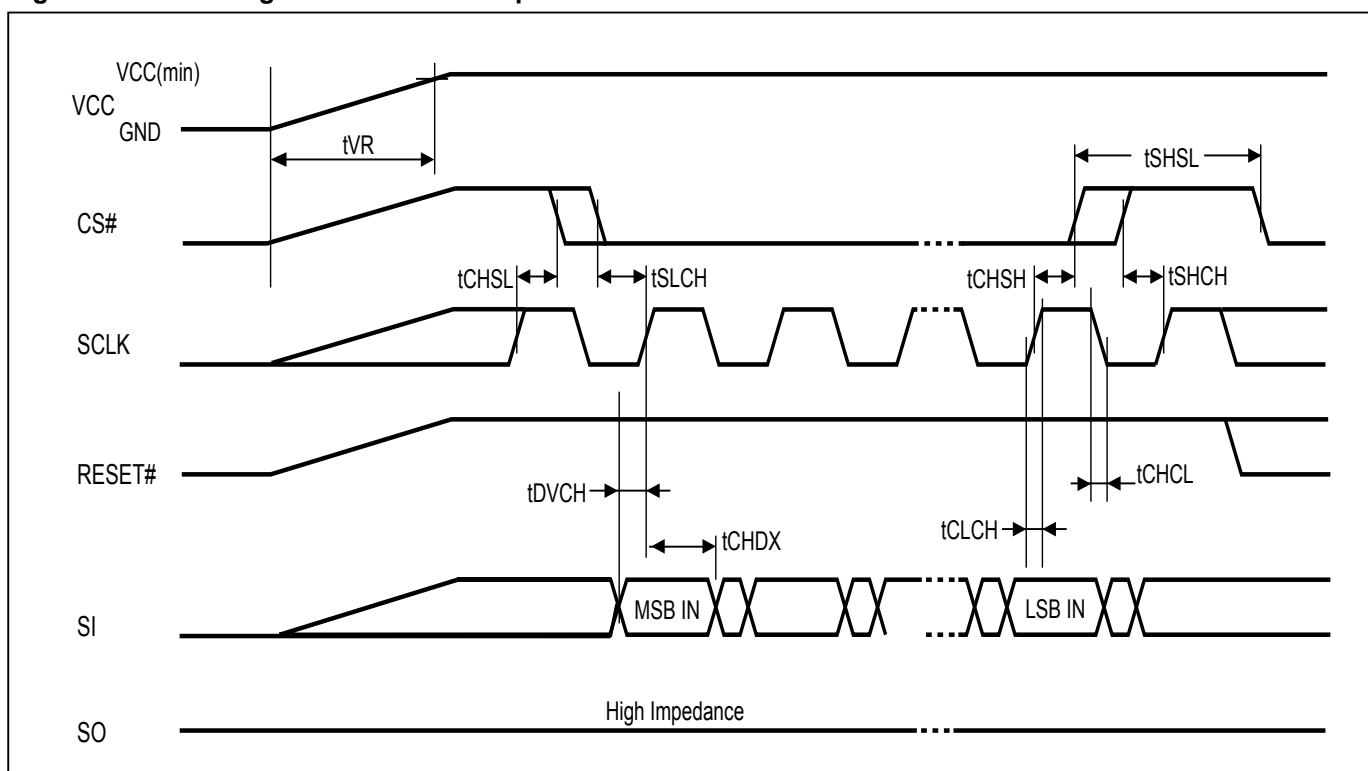 VCC(min)
VCC
GND
tVR
tSHSL
CS#
tCHSL
tSLCH
tCHSH
tSHCH
SCLK
RESET#
tDVCH
tCHCL
tCLCH
tCHDX
SI
MSB IN
LSB IN
High Impedance
SO